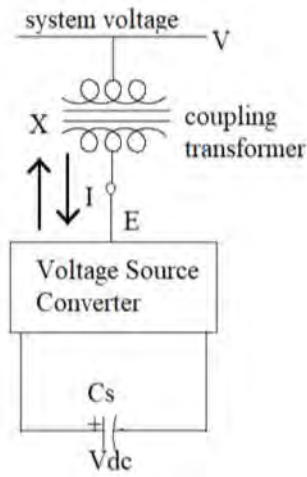 system voltage
V
X
coupling
transformer
I
E
Voltage Source
Converter
Cs
+
Vdc